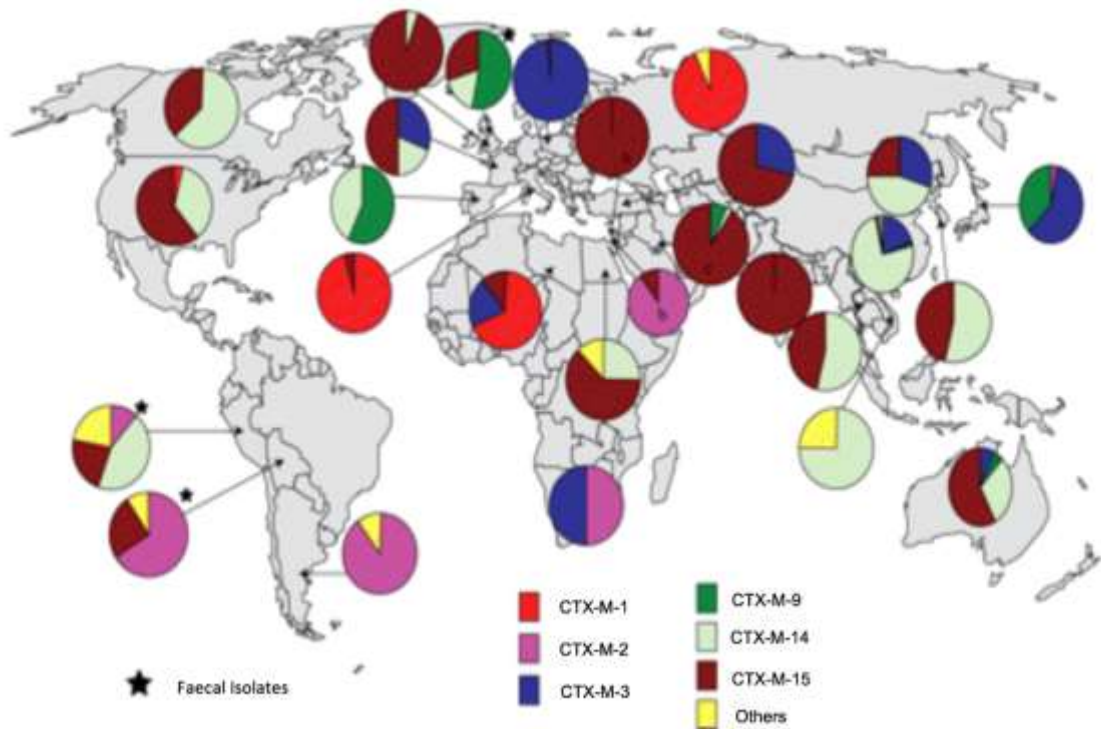 CTX-M-1
CTX-M-2
CTX-M-3
CTX-M-9
CTX-M-14
CTX-M-15
Others
Faecal Isolates